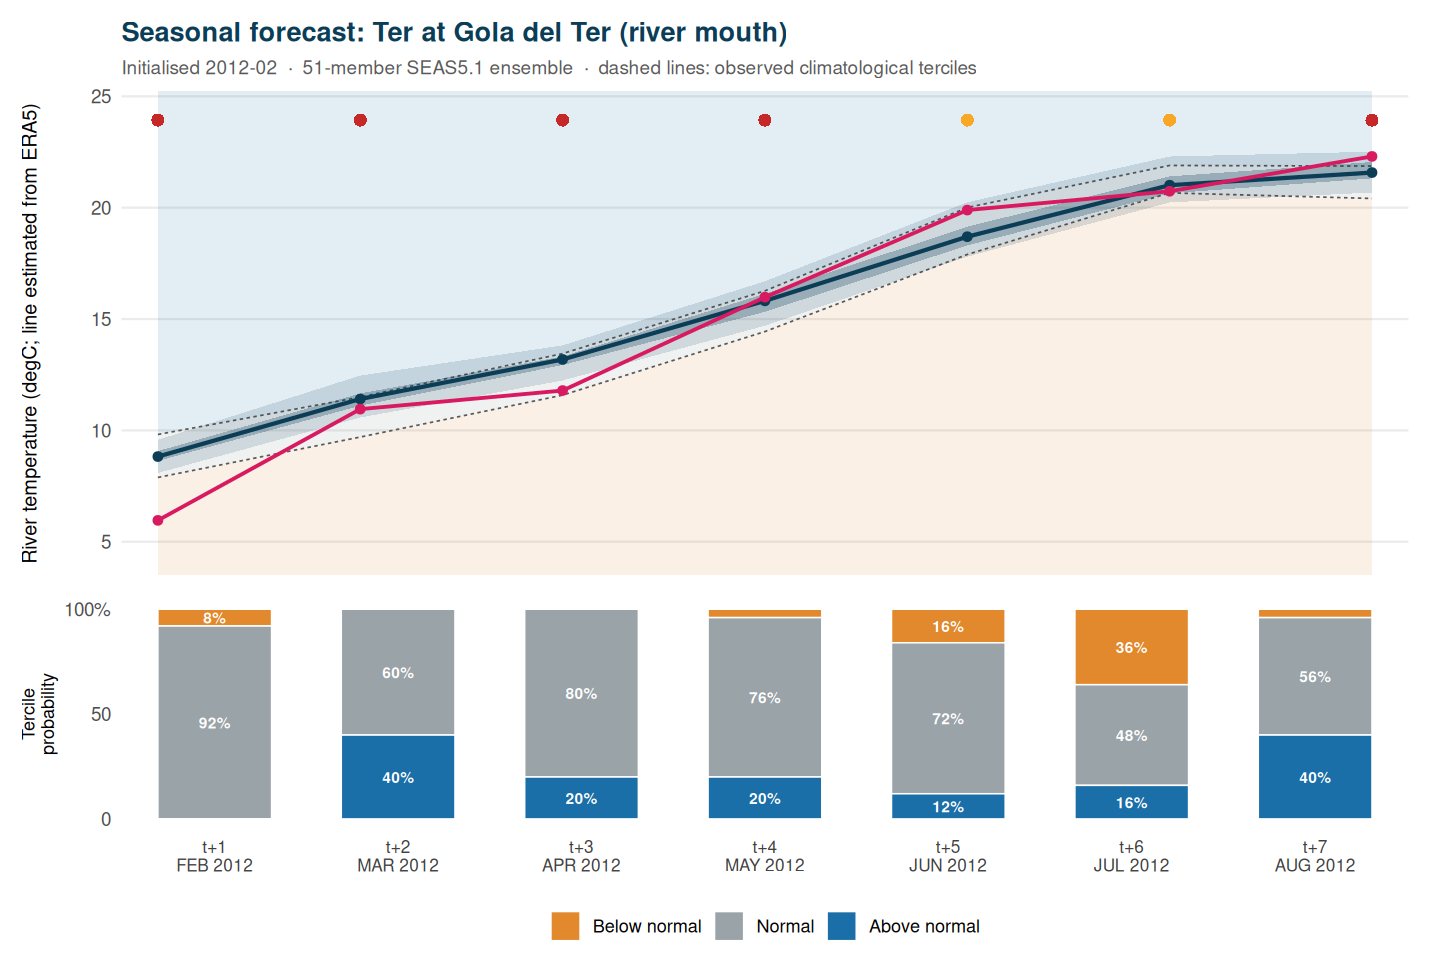 Seasonal forecast: Ter at Gola del Ter (river mouth)
Initialised 2012-02 · 51-member SEAS5.1 ensemble · dashed lines: observed climatological terciles
River temperature (degC; line estimated from ERA5)
25
20
15
10
5
Tercile
probability
100%
50
0
8%
92%
60%
40%
80%
20%
76%
20%
16%
72%
12%
36%
48%
16%
56%
40%
t+1
FEB 2012
t+2
MAR 2012
t+3
APR 2012
t+4
MAY 2012
t+5
JUN 2012
t+6
JUL 2012
t+7
AUG 2012
Below normal
Normal
Above normal